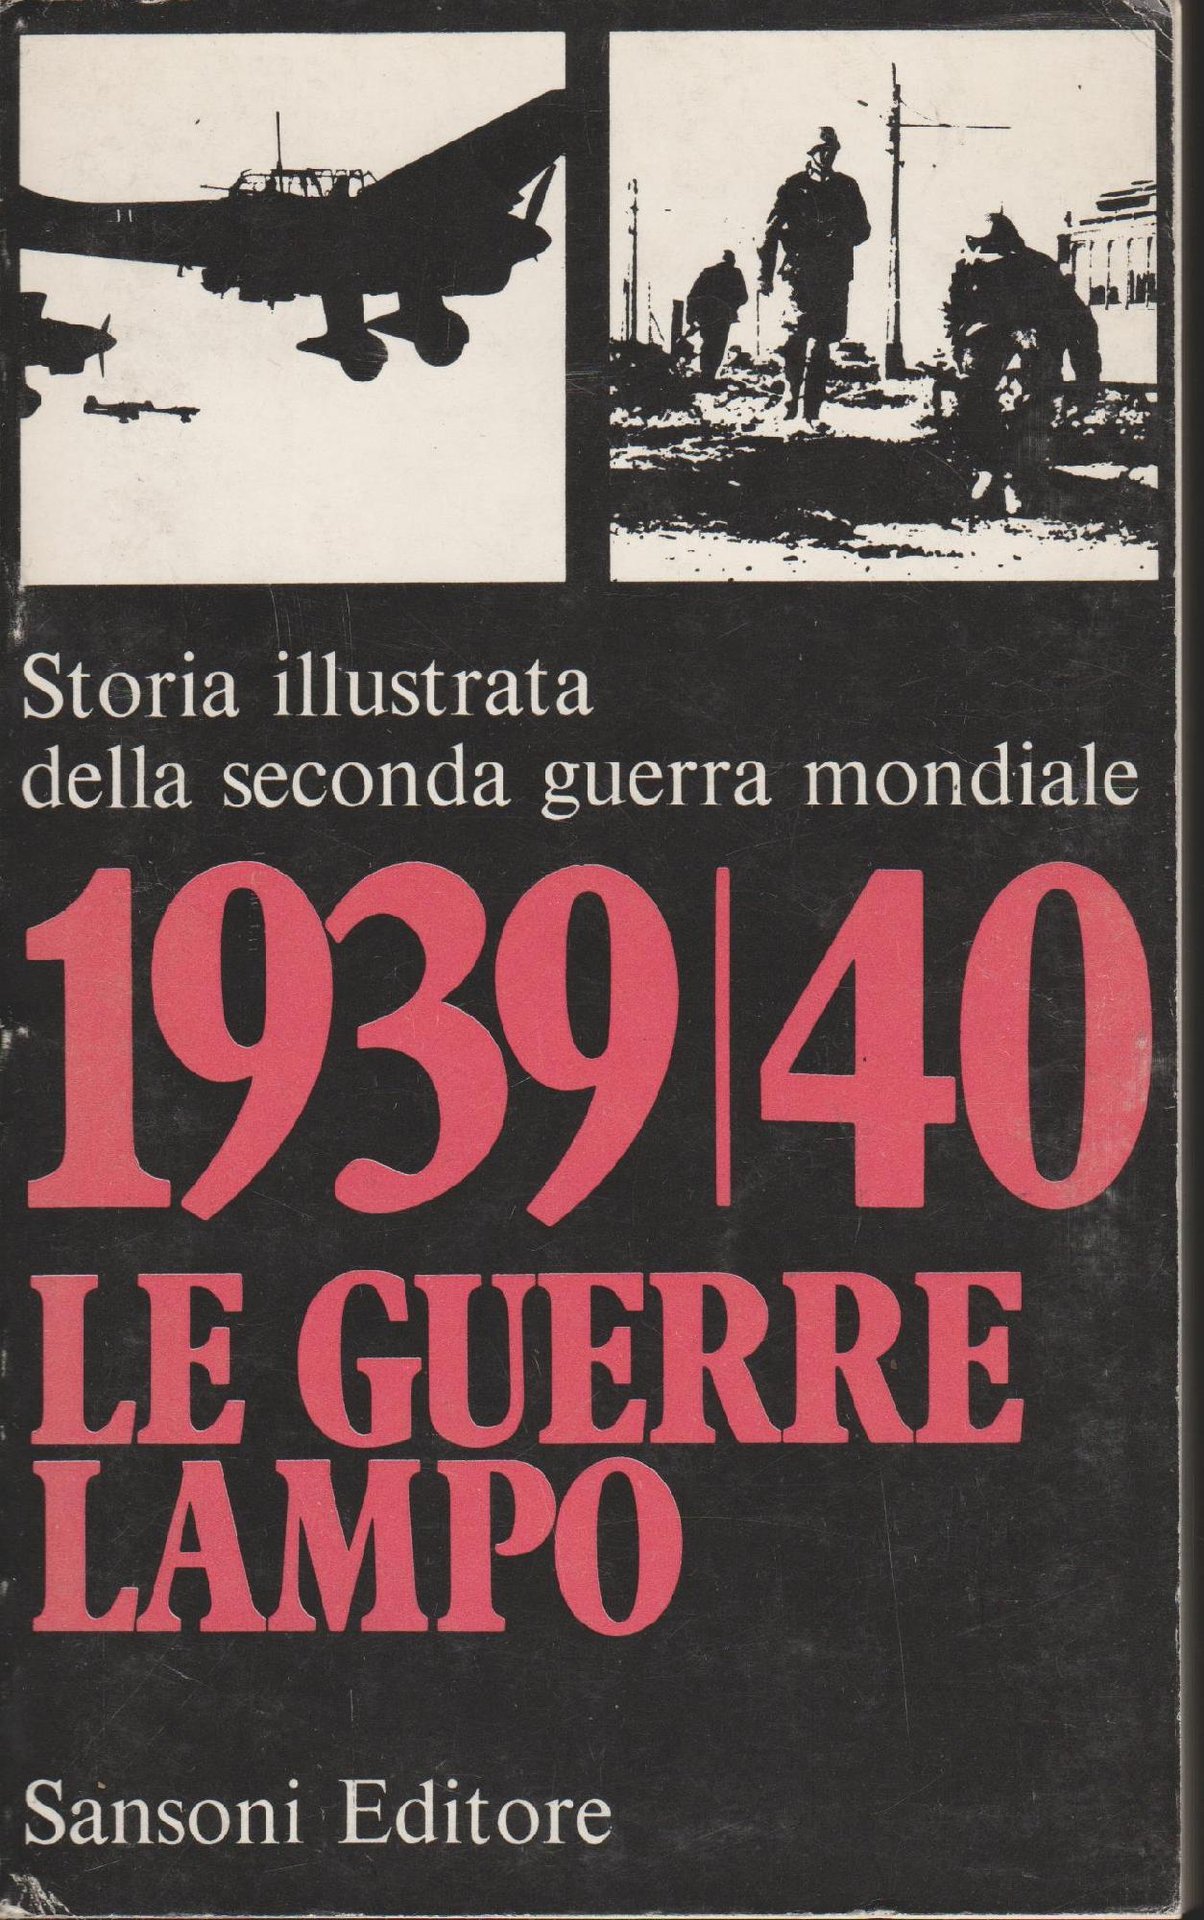 Storia illustrata
della seconda guerra mondiale
1939|40
LE GUERRE
LAMPO
Sansoni Editore